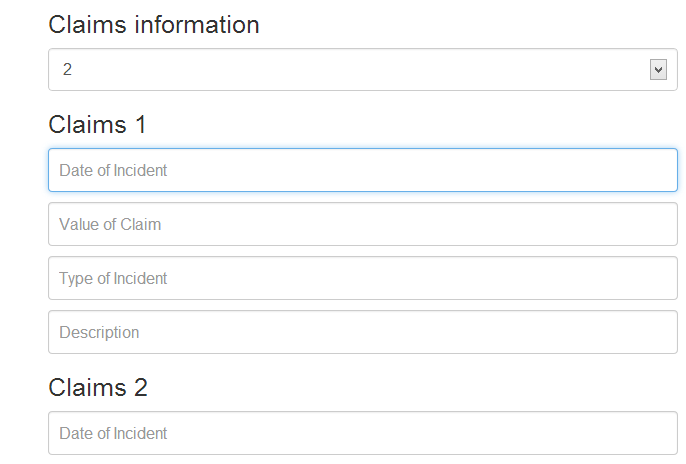 Claims information
2
Claims 1
Date of Incident
Value of Claim
Type of Incident
Description
Claims 2
Date of Incident